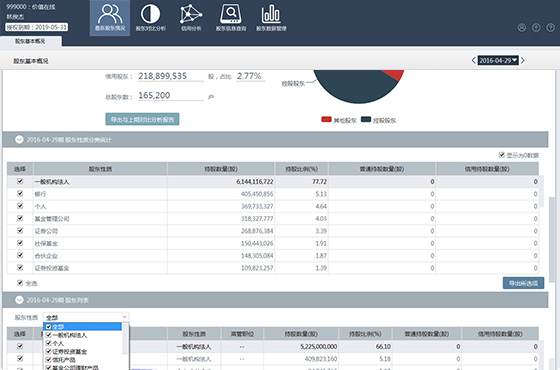 999000：价值在线
林俊杰
授权到期：2019-05-31
最新股东情况 股东对比分析 信用分析 股东信息查询 股东数据管理
股东基本概况
股东基本概况 2016-04-29
信用股东： 218,899,535 股，占比 2.77%
总股东数： 165,200 户
导出与上期对比分析报告
控股股东
其他股东 控股股东
2016-04-29期 股东性质分类统计
显示为0数据
选择 股东性质 持股数量(股) 持股比例(%) 普通持股数量(股) 信用持股数量(股)
一般机构法人 6,144,116,722 77.72 0 0
银行 405,450,856 5.13 0 0
个人 369,733,327 4.64 0 0
基金管理公司 318,327,777 4.03 0 0
证券公司 268,876,384 3.39 0 0
社保基金 150,443,026 1.91 0 0
合伙企业 148,305,084 1.87 0 0
证券投资基金 109,823,257 1.39 0 0
全选 导出所选项
2016-04-29期 股东列表
股东性质 全部
全部
一般机构法人
个人
证券投资基金
信托产品
基金公司理财产品
选择 股东性质 高管职位 持股数量(股) 持股比例(%) 普通持股数量(股) 信用持股数量(股)
一般机构法人 -- 5,225,000,000 66.10 0 0
一般机构法人 -- 409,823,160 5.18 0 0